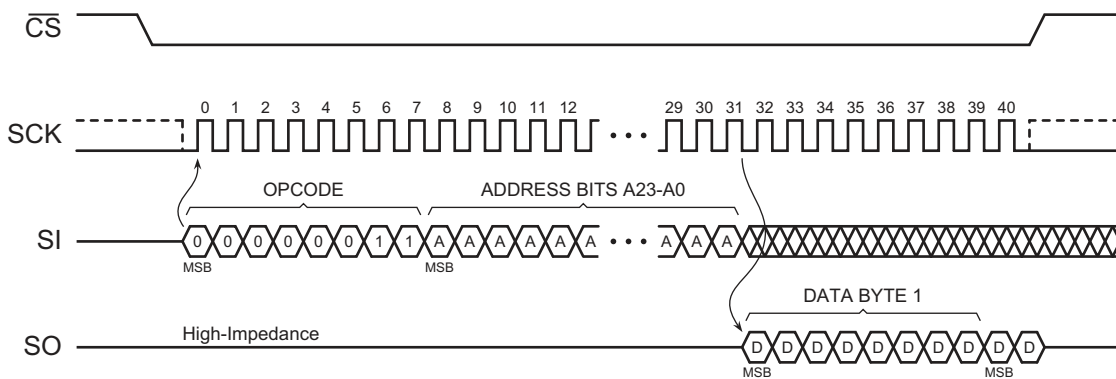 C̅S̅
0 1 2 3 4 5 6 7 8 9 10 11 12 29 30 31 32 33 34 35 36 37 38 39 40
SCK
OPCODE ADDRESS BITS A23-A0
SI 0 0 0 0 0 0 1 1 A A A A A A A A A
MSB MSB
DATA BYTE 1
High-Impedance
SO D D D D D D D D D D
MSB MSB